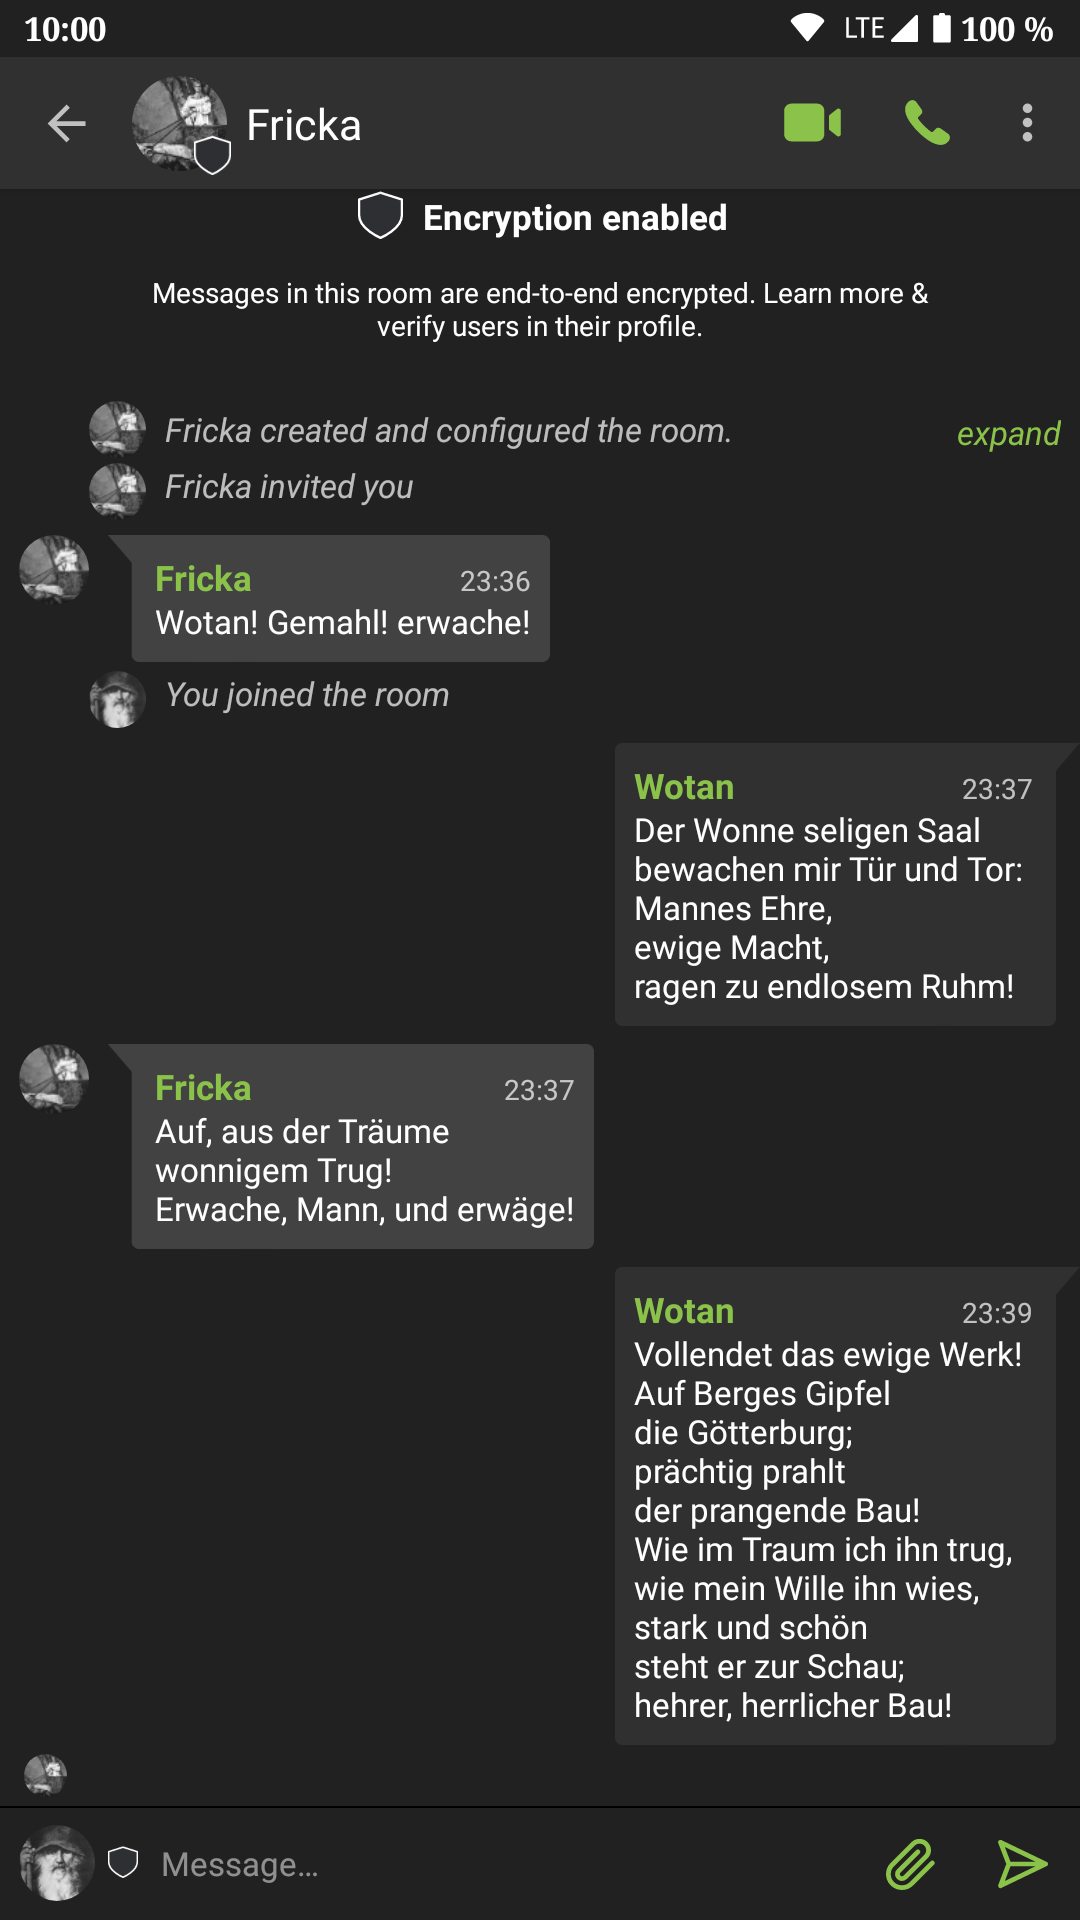 10:00 LTE 100 %
Fricka
Encryption enabled
Messages in this room are end-to-end encrypted. Learn more &
verify users in their profile.
Fricka created and configured the room. expand
Fricka invited you
Fricka 23:36
Wotan! Gemahl! erwache!
You joined the room
Wotan 23:37
Der Wonne seligen Saal
bewachen mir Tür und Tor:
Mannes Ehre,
ewige Macht,
ragen zu endlosem Ruhm!
Fricka 23:37
Auf, aus der Träume
wonnigem Trug!
Erwache, Mann, und erwäge!
Wotan 23:39
Vollendet das ewige Werk!
Auf Berges Gipfel
die Götterburg;
prächtig prahlt
der prangende Bau!
Wie im Traum ich ihn trug,
wie mein Wille ihn wies,
stark und schön
steht er zur Schau;
hehrer, herrlicher Bau!
Message…